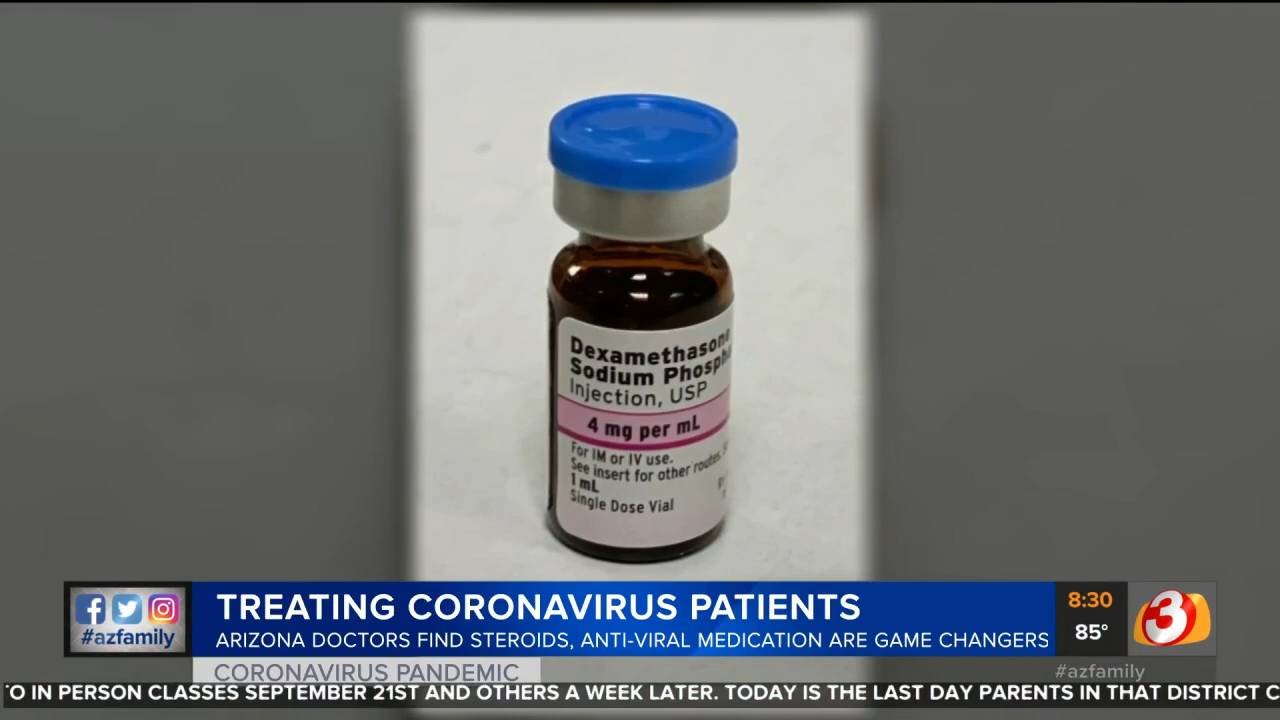 Dexamethasone
Sodium
Injection, USP
4 mg per mL
For IM or IV use.
See insert for other routes.
1 mL
Single Dose Vial
TREATING CORONAVIRUS PATIENTS
ARIZONA DOCTORS FIND STEROIDS, ANTI-VIRAL MEDICATION ARE GAME CHANGERS
#azfamily
8:30
85°
3
CORONAVIRUS PANDEMIC
#azfamily
O IN PERSON CLASSES SEPTEMBER 21ST AND OTHERS A WEEK LATER. TODAY IS THE LAST DAY PARENTS IN THAT DISTRICT C